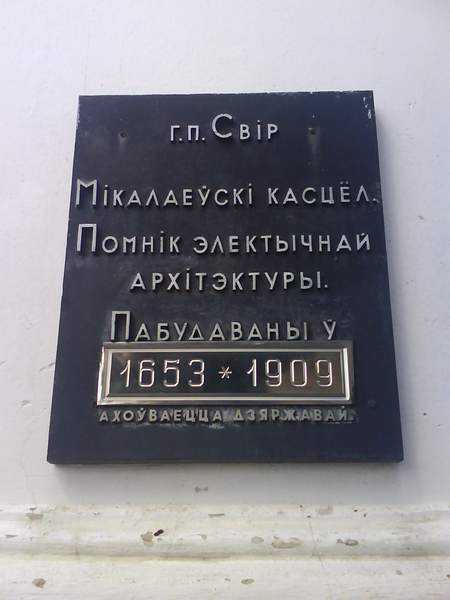 г.п. Свір
Мікалаеўскі касцёл.
Помнік электычнай
архітэктуры.
Пабудаваны ў
1653 * 1909
ахоўваецца дзяржавай.